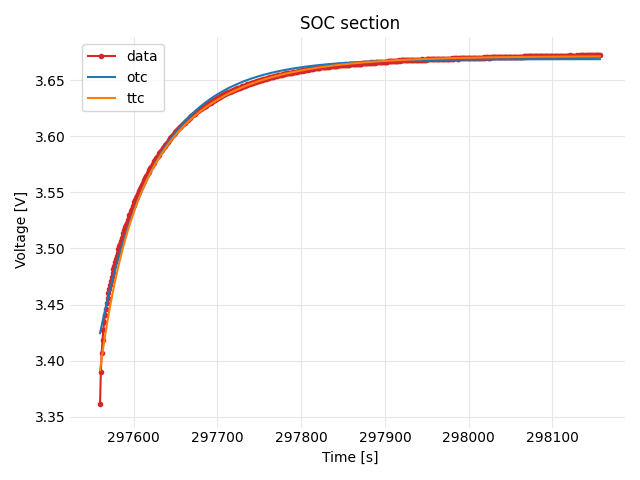 SOC section
data
otc
ttc
Voltage [V]
3.65
3.60
3.55
3.50
3.45
3.40
3.35
297600 297700 297800 297900 298000 298100
Time [s]